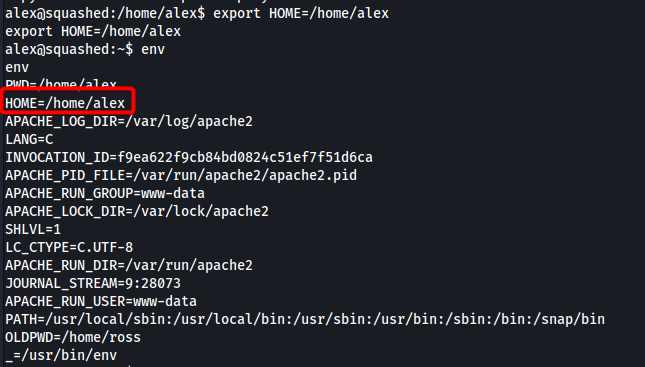 alex@squashed:/home/alex$ export HOME=/home/alex
export HOME=/home/alex
alex@squashed:~$ env
env
PWD=/home/alex
HOME=/home/alex
APACHE_LOG_DIR=/var/log/apache2
LANG=C
INVOCATION_ID=f9ea622f9cb84bd0824c51ef7f51d6ca
APACHE_PID_FILE=/var/run/apache2/apache2.pid
APACHE_RUN_GROUP=www-data
APACHE_LOCK_DIR=/var/lock/apache2
SHLVL=1
LC_CTYPE=C.UTF-8
APACHE_RUN_DIR=/var/run/apache2
JOURNAL_STREAM=9:28073
APACHE_RUN_USER=www-data
PATH=/usr/local/sbin:/usr/local/bin:/usr/sbin:/usr/bin:/sbin:/bin:/snap/bin
OLDPWD=/home/ross
_=/usr/bin/env